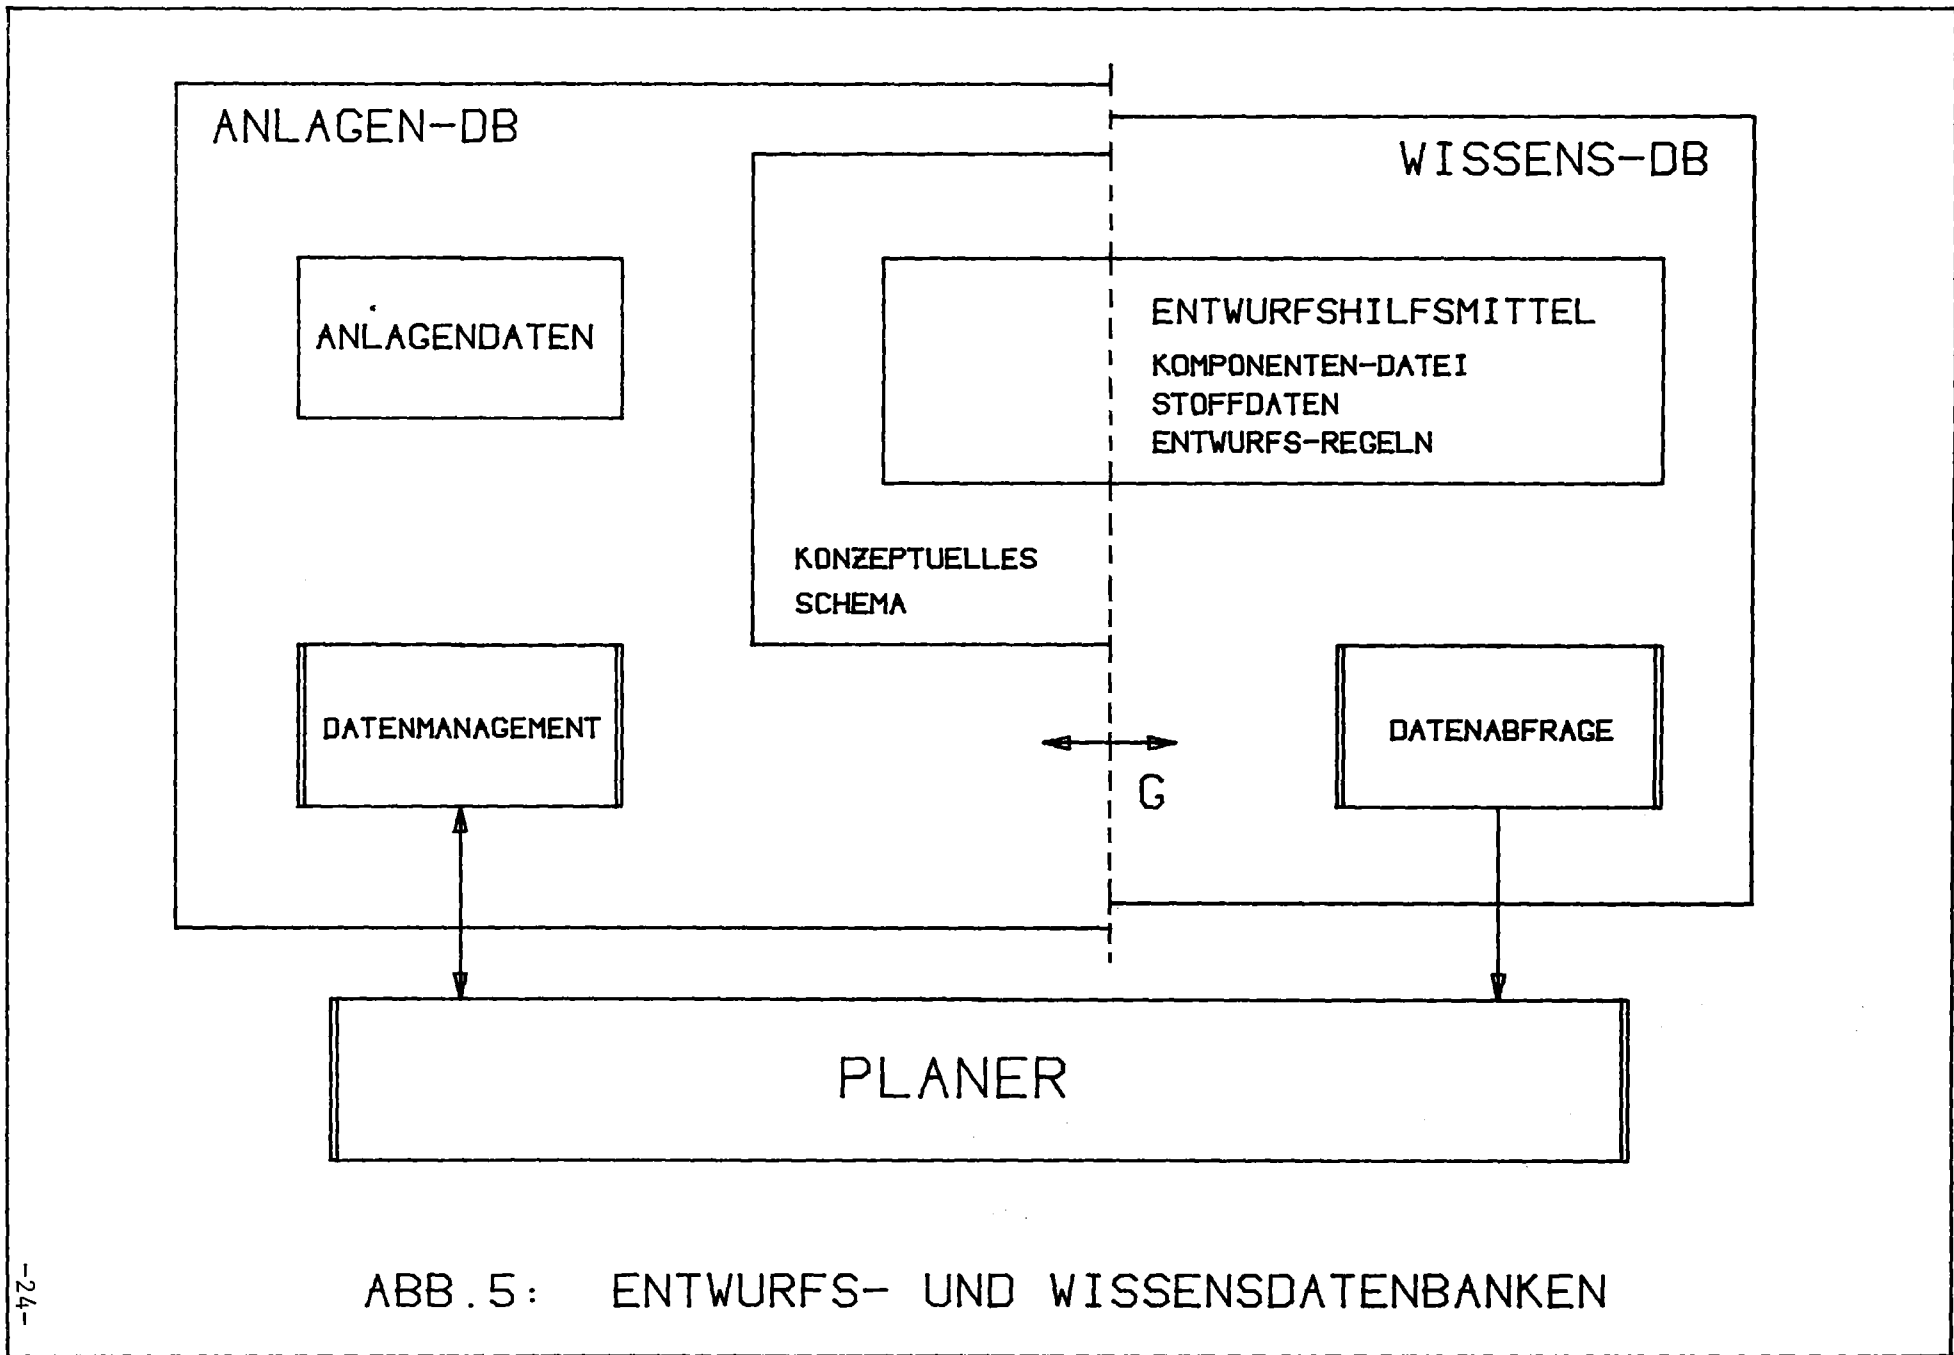 ANLAGEN-DB
WISSENS-DB
ANLAGENDATEN
ENTWURFSHILFSMITTEL
KOMPONENTEN-DATEI
STOFFDATEN
ENTWURFS-REGELN
KONZEPTUELLES
SCHEMA
DATENMANAGEMENT
DATENABFRAGE
G
PLANER
ABB.5: ENTWURFS- UND WISSENSDATENBANKEN
-24-